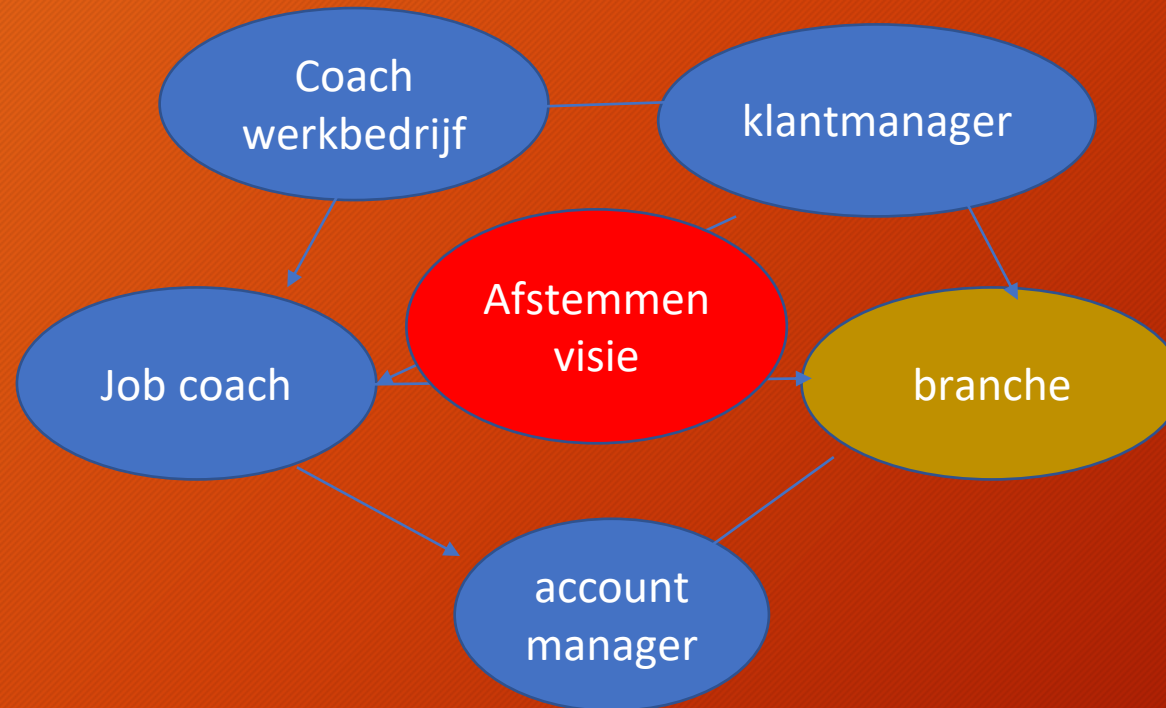 Coach
werkbedrijf
klantmanager
Afstemmen
visie
Job coach
branche
account
manager